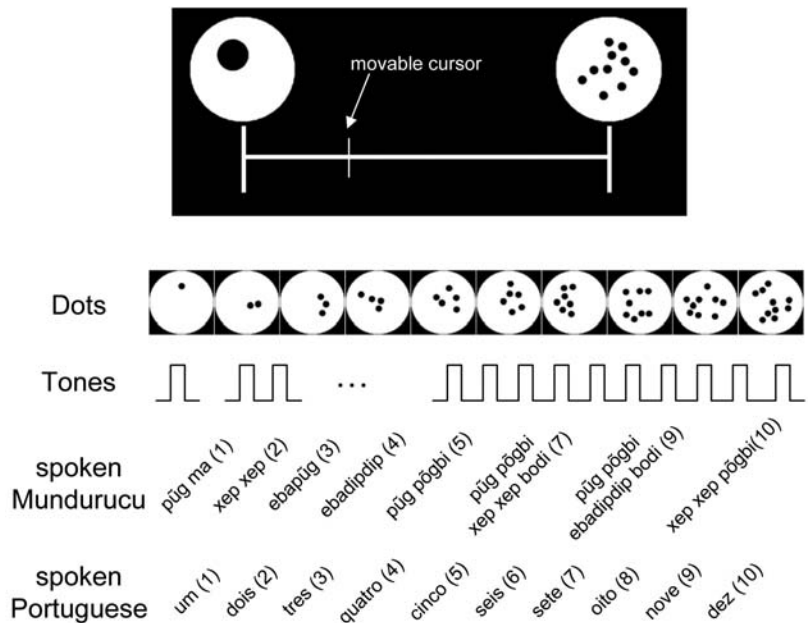 movable cursor
Dots
Tones
...
spoken
Mundurucu
pũg ma (1)
xep xep (2)
ebapũg (3)
ebadipdip (4)
pũg põgbi (5)
pũg põgbi
xep xep bodi (7)
pũg põgbi
ebadipdip bodi (9)
xep xep põgbi(10)
spoken
Portuguese
um (1)
dois (2)
tres (3)
quatro (4)
cinco (5)
seis (6)
sete (7)
oito (8)
nove (9)
dez (10)